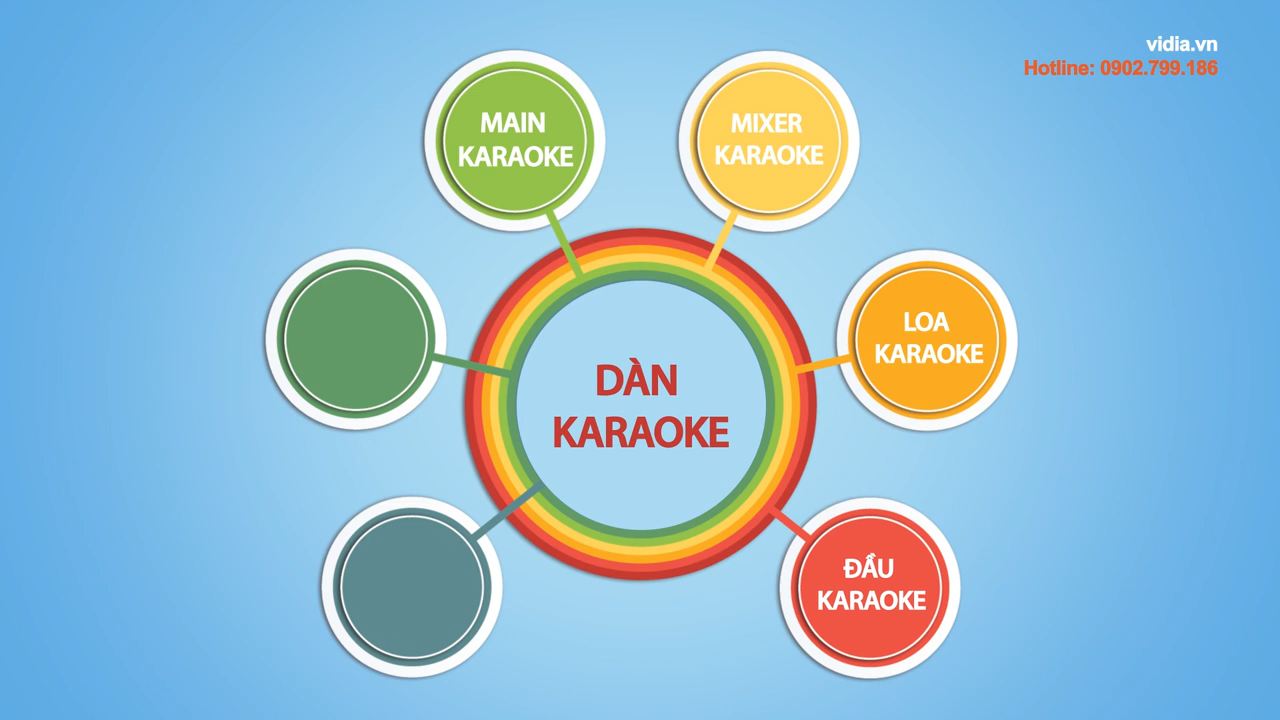 vidia.vn
Hotline: 0902.799.186
MAIN
KARAOKE
MIXER
KARAOKE
LOA
KARAOKE
DÀN
KARAOKE
ĐẦU
KARAOKE